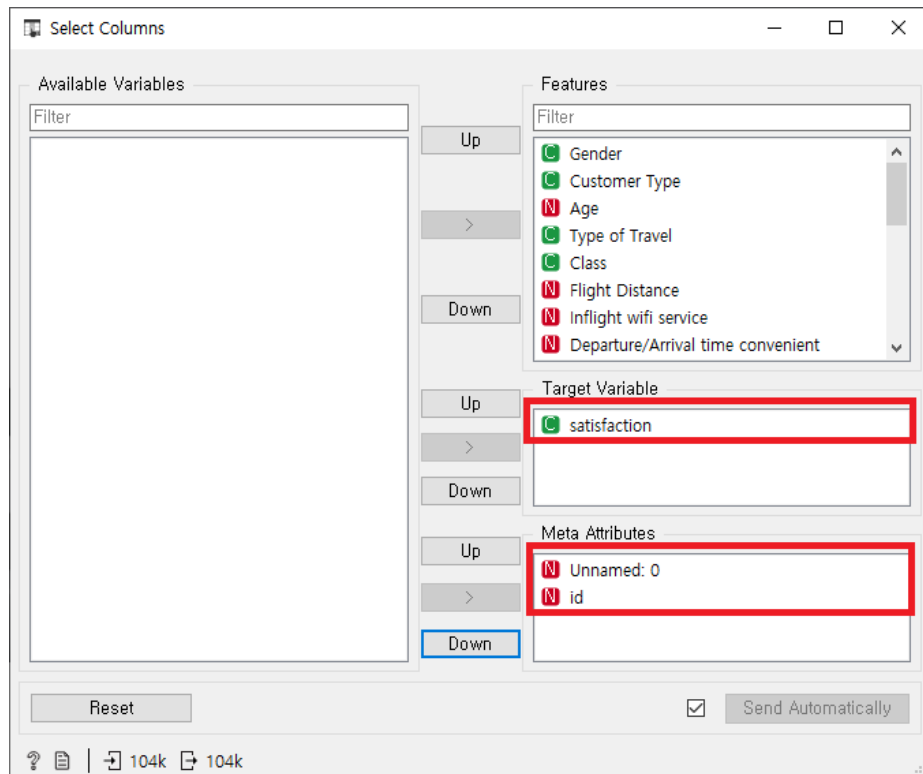 Select Columns
Available Variables
Filter
Up
>
Down
Up
>
Down
Up
>
Down
Features
Filter
C Gender
C Customer Type
N Age
C Type of Travel
C Class
N Flight Distance
N Inflight wifi service
N Departure/Arrival time convenient
Target Variable
C satisfaction
Meta Attributes
N Unnamed: 0
N id
Reset
Send Automatically
? 104k 104k